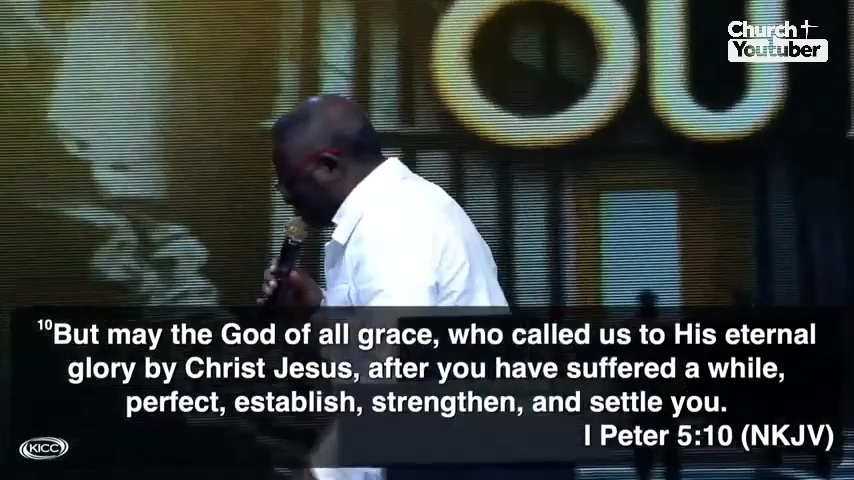 OU
Church
Youtuber
10But may the God of all grace, who called us to His eternal
glory by Christ Jesus, after you have suffered a while,
perfect, establish, strengthen, and settle you.
I Peter 5:10 (NKJV)
KICC